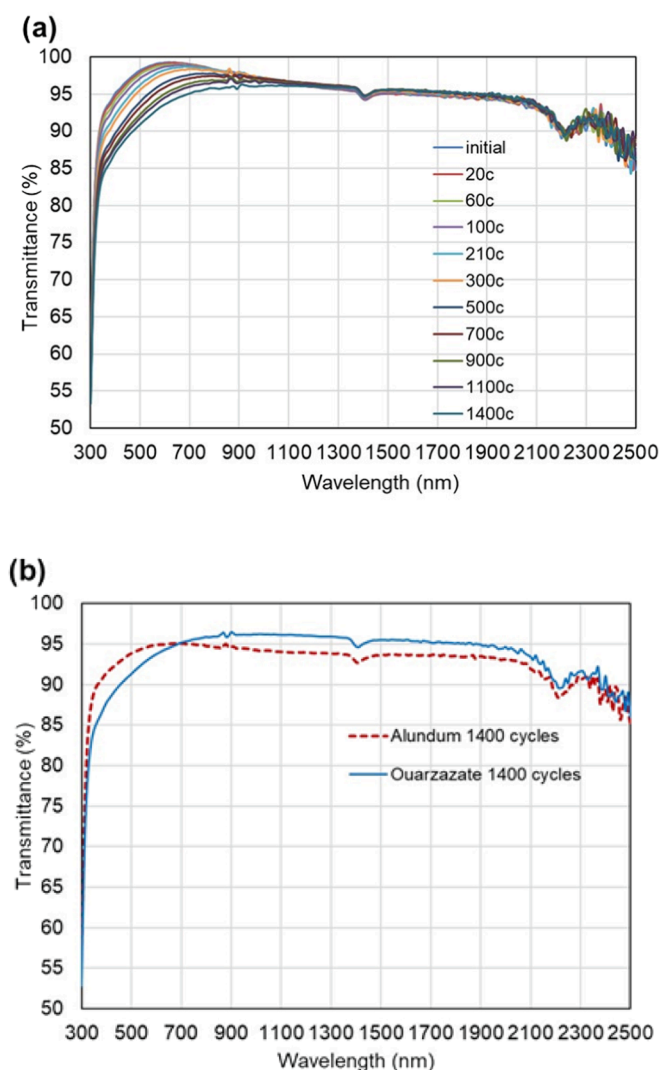 (a)
100
95
90
85
80
75
70
65
60
55
50
Transmittance (%)
initial
20c
60c
100c
210c
300c
500c
700c
900c
1100c
1400c
300 500 700 900 1100 1300 1500 1700 1900 2100 2300 2500
Wavelength (nm)
(b)
100
95
90
85
80
75
70
65
60
55
50
Transmittance (%)
Alundum 1400 cycles
Ouarzazate 1400 cycles
300 500 700 900 1100 1300 1500 1700 1900 2100 2300 2500
Wavelength (nm)